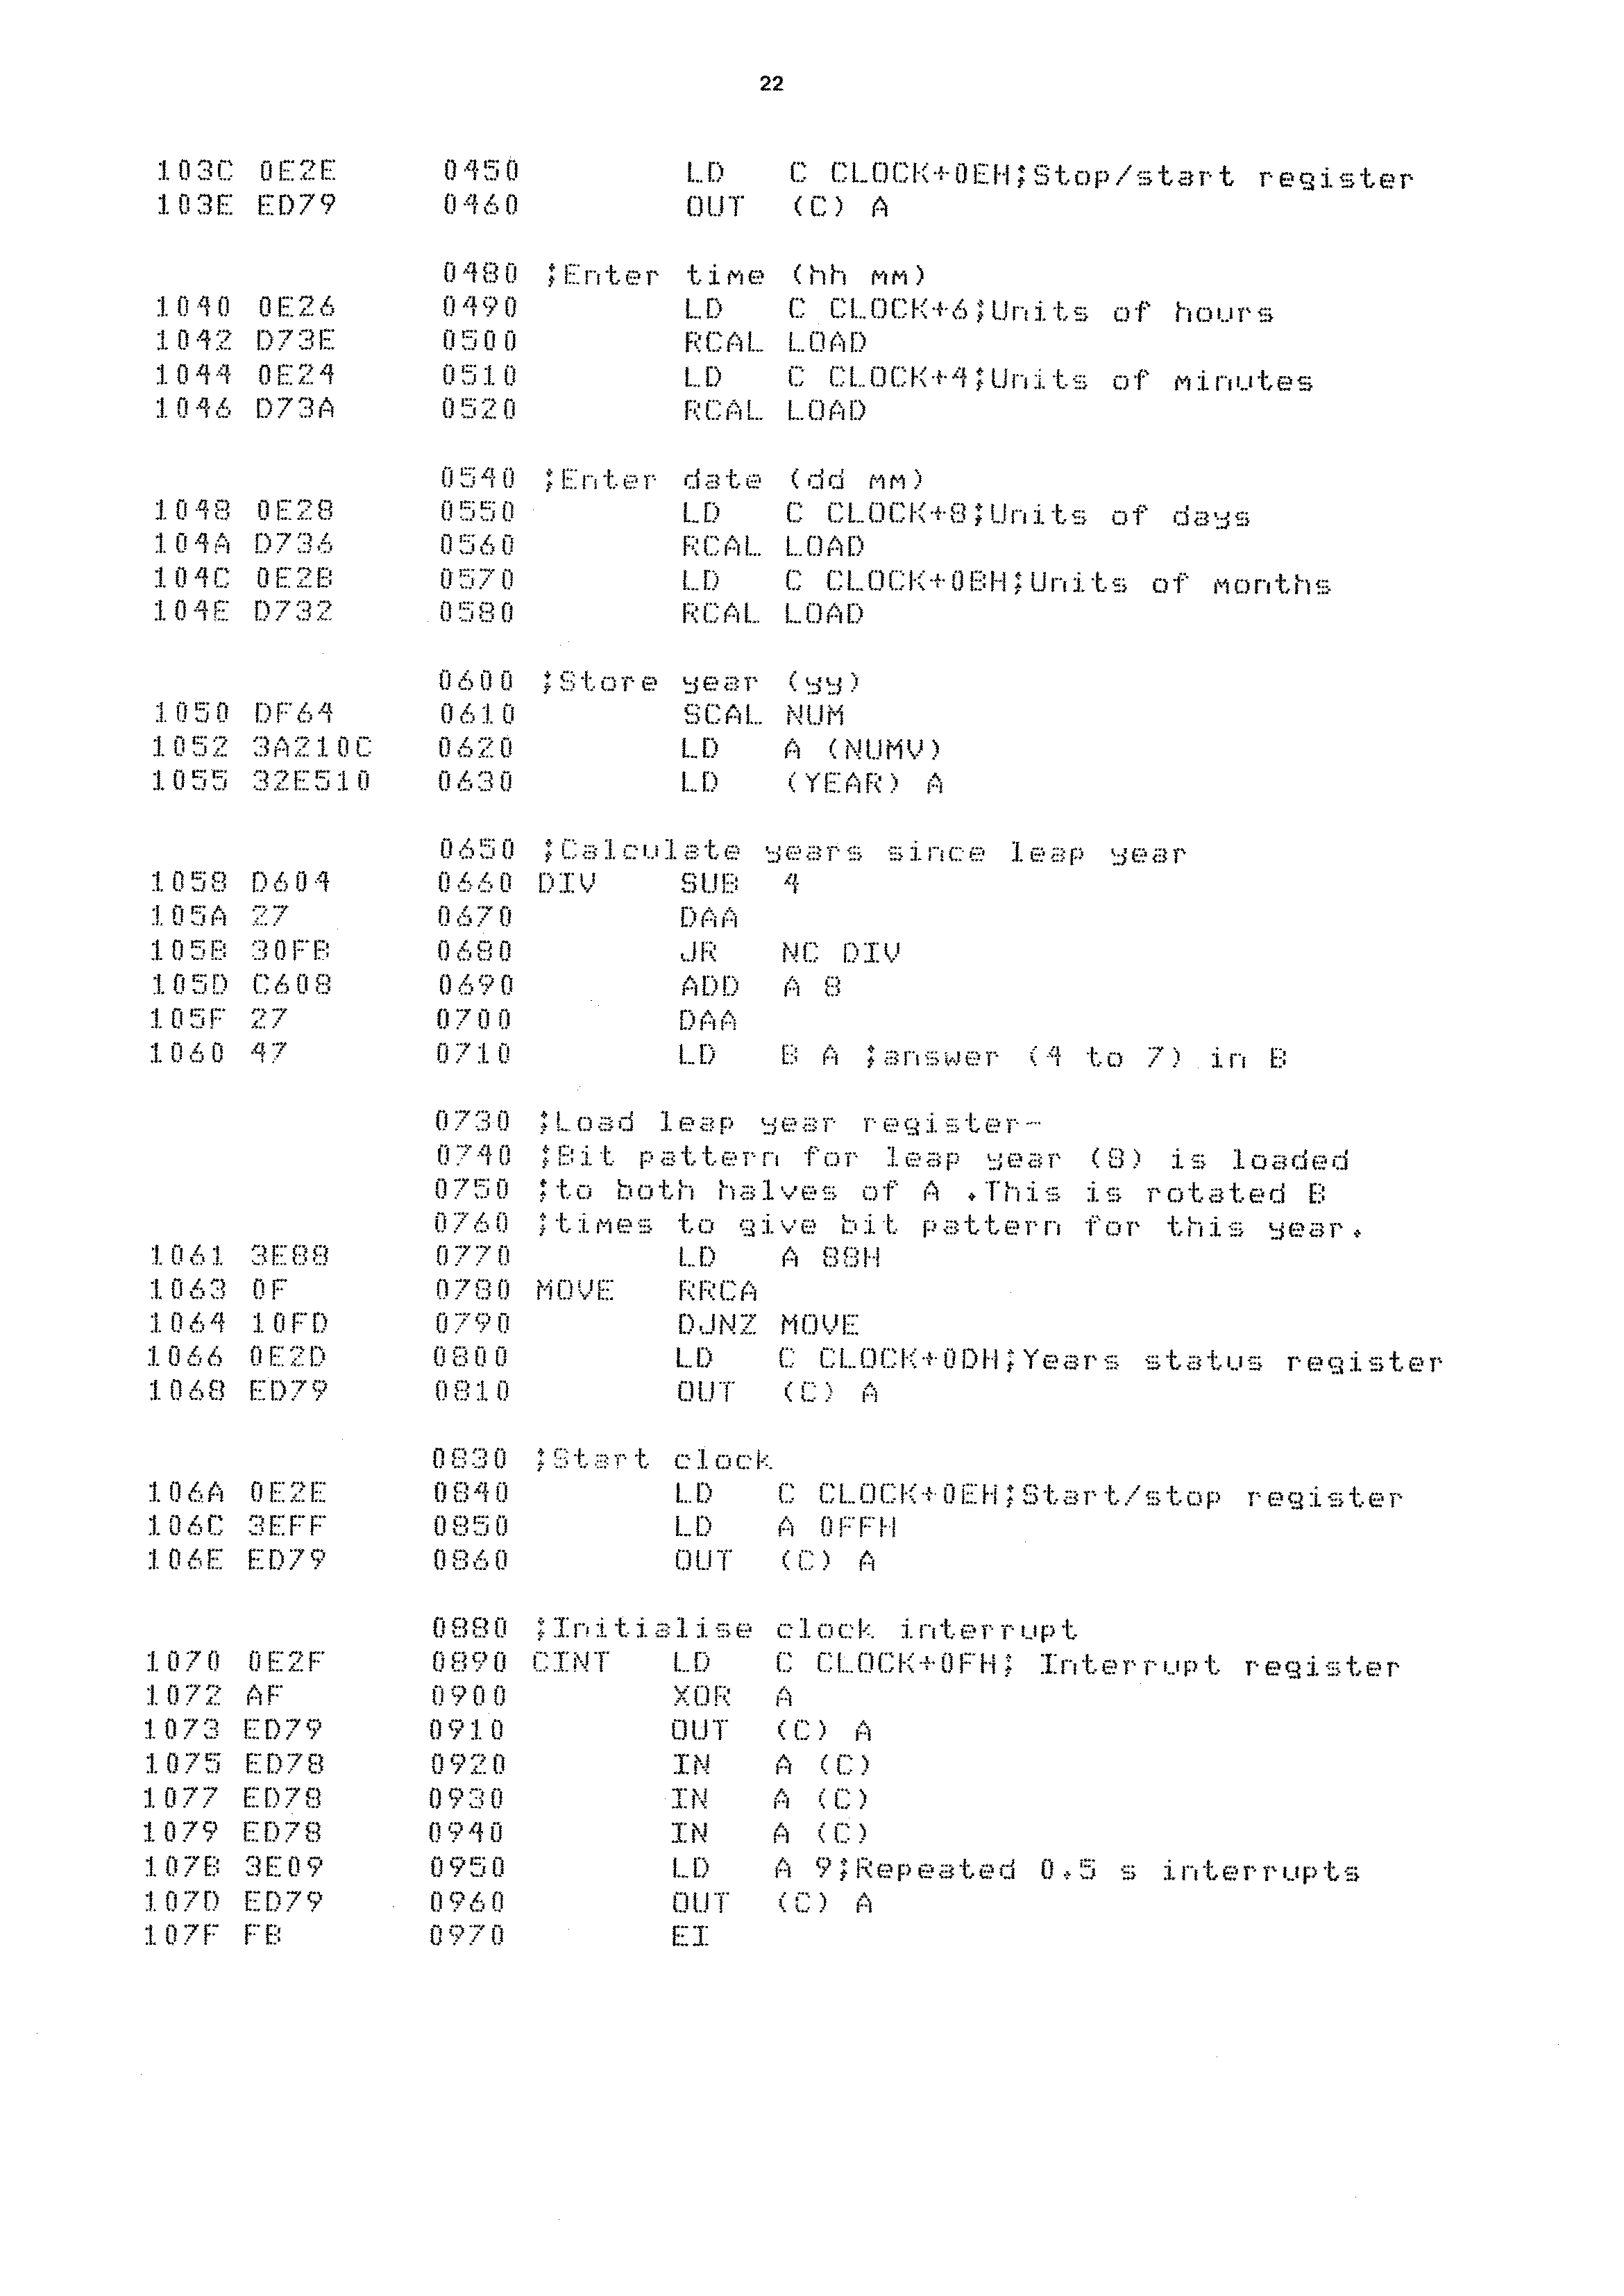 22
103C 0E2E 0450 LD C CLOCK+0EH;Stop/start register
103E ED79 0460 OUT (C) A
0480 ;Enter time (hh mm)
1040 0E26 0490 LD C CLOCK+6;Units of hours
1042 D73E 0500 RCAL LOAD
1044 0E24 0510 LD C CLOCK+4;Units of minutes
1046 D73A 0520 RCAL LOAD
0540 ;Enter date (dd mm)
1048 0E28 0550 LD C CLOCK+8;Units of days
104A D736 0560 RCAL LOAD
104C 0E2B 0570 LD C CLOCK+0BH;Units of months
104E D732 0580 RCAL LOAD
0600 ;Store year (yy)
1050 DF64 0610 SCAL NUM
1052 3A210C 0620 LD A (NUMV)
1055 32E510 0630 LD (YEAR) A
0650 ;Calculate years since leap year
1058 D604 0660 DIV SUB 4
105A 27 0670 DAA
105B 30FB 0680 JR NC DIV
105D C608 0690 ADD A 8
105F 27 0700 DAA
1060 47 0710 LD B A ;answer (4 to 7) in B
0730 ;Load leap year register-
0740 ;Bit pattern for leap year (8) is loaded
0750 ;to both halves of A .This is rotated B
0760 ;times to give bit pattern for this year.
1061 3E88 0770 LD A 88H
1063 0F 0780 MOVE RRCA
1064 10FD 0790 DJNZ MOVE
1066 0E2D 0800 LD C CLOCK+0DH;Years status register
1068 ED79 0810 OUT (C) A
0830 ;Start clock
106A 0E2E 0840 LD C CLOCK+0EH;Start/stop register
106C 3EFF 0850 LD A 0FFH
106E ED79 0860 OUT (C) A
0880 ;Initialise clock interrupt
1070 0E2F 0890 CINT LD C CLOCK+0FH; Interrupt register
1072 AF 0900 XOR A
1073 ED79 0910 OUT (C) A
1075 ED78 0920 IN A (C)
1077 ED78 0930 IN A (C)
1079 ED78 0940 IN A (C)
107B 3E09 0950 LD A 9;Repeated 0.5 s interrupts
107D ED79 0960 OUT (C) A
107F FB 0970 EI